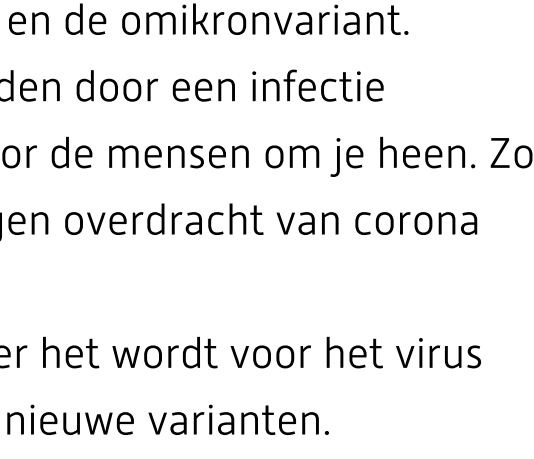 en de omikronvariant.
den door een infectie
or de mensen om je heen. Zo
gen overdracht van corona
er het wordt voor het virus
nieuwe varianten.